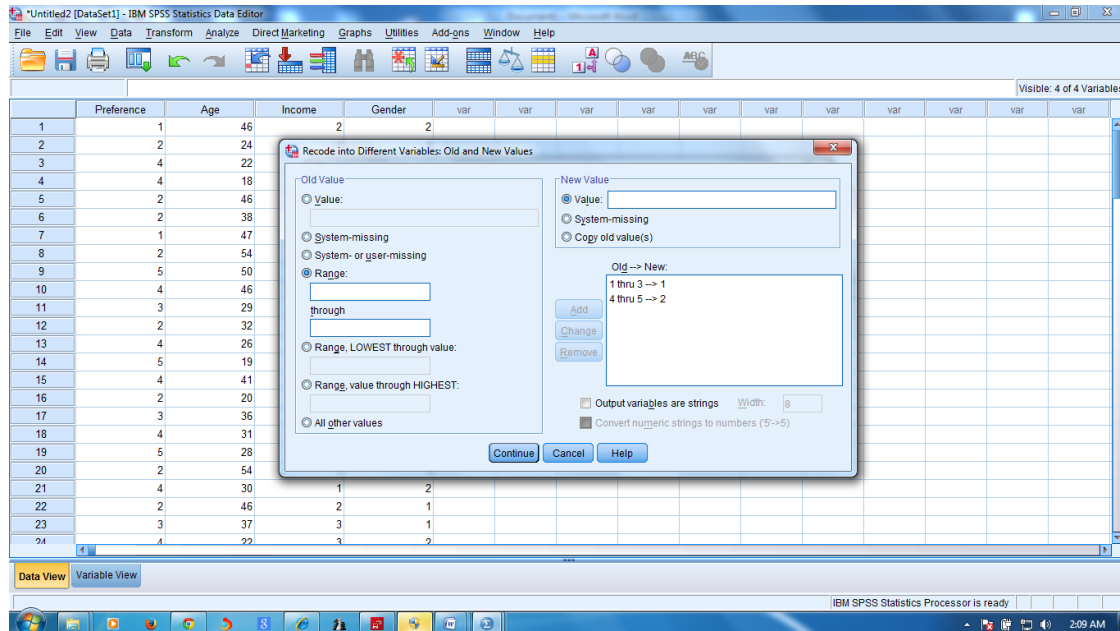 *Untitled2 [DataSet1] - IBM SPSS Statistics Data Editor
File Edit View Data Transform Analyze Direct Marketing Graphs Utilities Add-ons Window Help
Visible: 4 of 4 Variables
Preference Age Income Gender var var var var var var var var var var var
1 1 46 2 2
2 2 24
3 4 22
4 4 18
5 2 46
6 2 38
7 1 47
8 2 54
9 5 50
10 4 46
11 3 29
12 2 32
13 4 26
14 5 19
15 4 41
16 2 20
17 3 36
18 4 31
19 5 28
20 2 54
21 4 30 1 2
22 2 46 2 1
23 3 37 3 1
24 4 22 3 2
Recode into Different Variables: Old and New Values
Old Value
Value:
System-missing
System- or user-missing
Range:
through
Range, LOWEST through value:
Range, value through HIGHEST:
All other values
New Value
Value:
System-missing
Copy old value(s)
Old --> New:
1 thru 3 --> 1
4 thru 5 --> 2
Add
Change
Remove
Output variables are strings Width: 8
Convert numeric strings to numbers ('5'->5)
Continue Cancel Help
Data View Variable View
IBM SPSS Statistics Processor is ready
2:09 AM